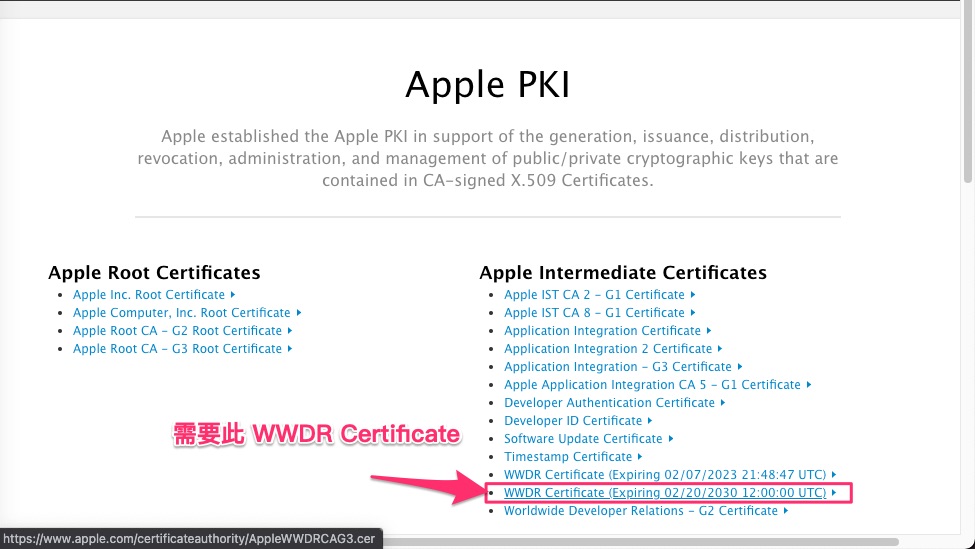 Apple PKI
Apple established the Apple PKI in support of the generation, issuance, distribution,
revocation, administration, and management of public/private cryptographic keys that are
contained in CA-signed X.509 Certificates.
Apple Root Certificates
Apple Inc. Root Certificate
Apple Computer, Inc. Root Certificate
Apple Root CA - G2 Root Certificate
Apple Root CA - G3 Root Certificate
Apple Intermediate Certificates
Apple IST CA 2 - G1 Certificate
Apple IST CA 8 - G1 Certificate
Application Integration Certificate
Application Integration 2 Certificate
Application Integration - G3 Certificate
Apple Application Integration CA 5 - G1 Certificate
Developer Authentication Certificate
Developer ID Certificate
Software Update Certificate
Timestamp Certificate
WWDR Certificate (Expiring 02/07/2023 21:48:47 UTC)
WWDR Certificate (Expiring 02/20/2030 12:00:00 UTC)
Worldwide Developer Relations - G2 Certificate
需要此 WWDR Certificate
https://www.apple.com/certificateauthority/AppleWWDRCAG3.cer